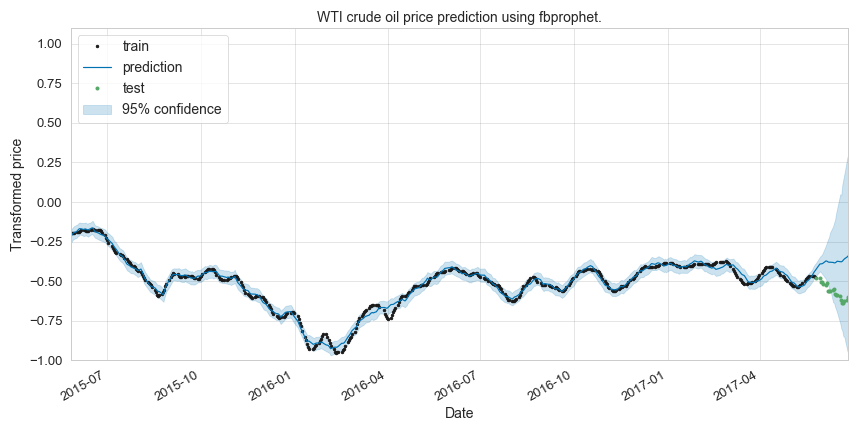 WTI crude oil price prediction using fbprophet.
train
prediction
test
95% confidence
1.00
0.75
0.50
0.25
0.00
−0.25
−0.50
−0.75
−1.00
Transformed price
2015-07
2015-10
2016-01
2016-04
2016-07
2016-10
2017-01
2017-04
Date